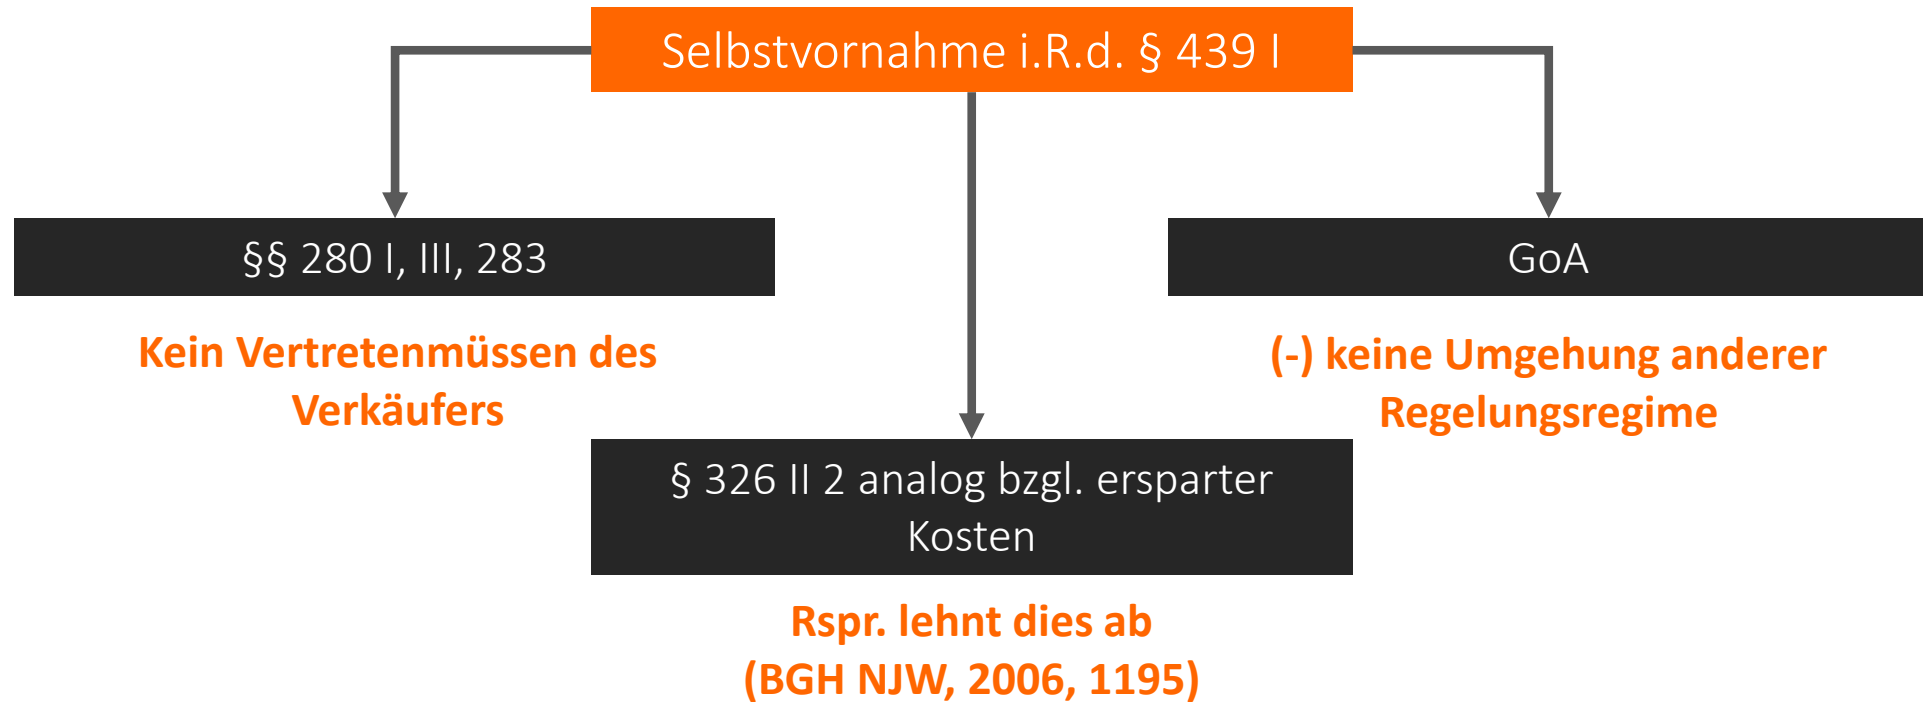 Selbstvornahme i.R.d. § 439 I
§§ 280 I, III, 283
Kein Vertretenmüssen des
Verkäufers
§ 326 II 2 analog bzgl. ersparter
Kosten
Rspr. lehnt dies ab
(BGH NJW, 2006, 1195)
GoA
(-) keine Umgehung anderer
Regelungsregime